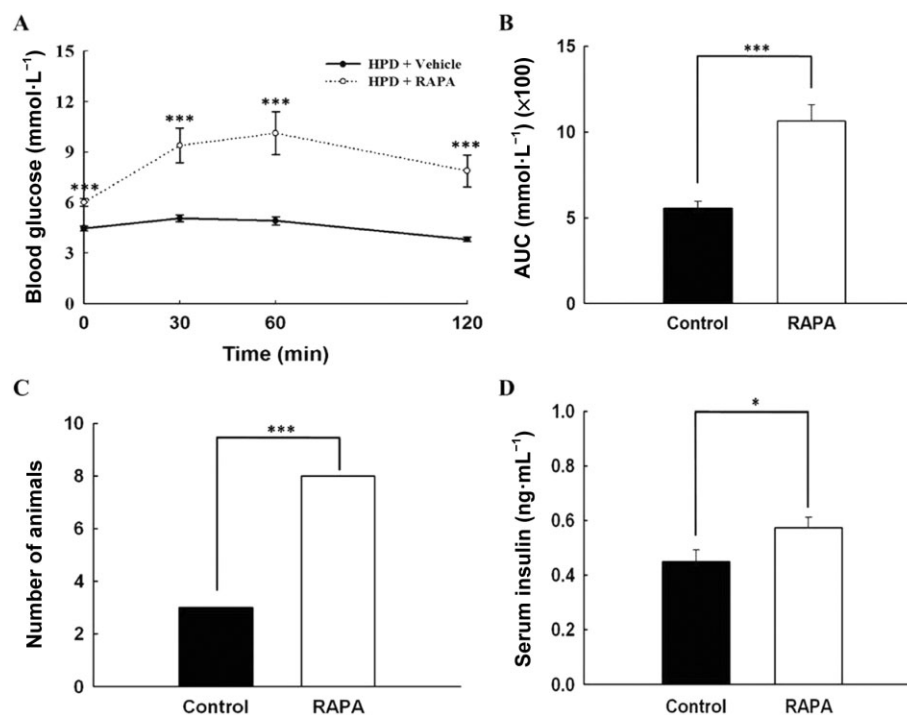 A
Blood glucose (mmol·L⁻¹)
15
12
9
6
3
0
***
***
***
***
HPD + Vehicle
HPD + RAPA
0
30
60
120
Time (min)
B
AUC (mmol·L⁻¹) (×100)
15
10
5
0
***
Control
RAPA
C
Number of animals
10
8
6
4
2
0
***
Control
RAPA
D
Serum insulin (ng·mL⁻¹)
1.0
0.8
0.6
0.4
0.2
0.0
*
Control
RAPA